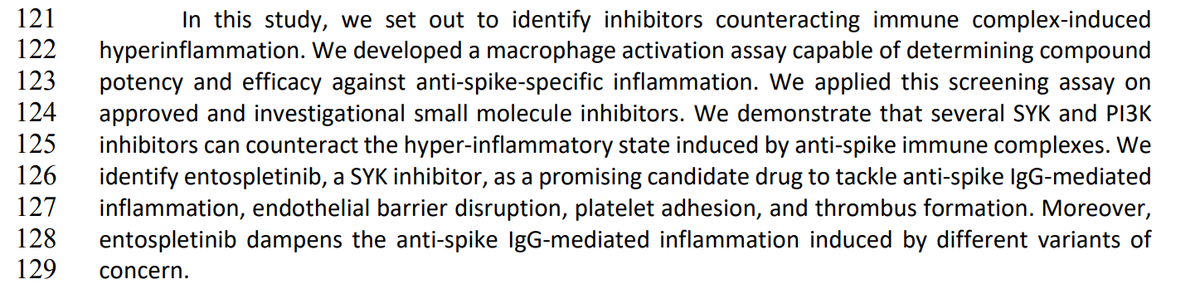 121 In this study, we set out to identify inhibitors counteracting immune complex-induced
122 hyperinflammation. We developed a macrophage activation assay capable of determining compound
123 potency and efficacy against anti-spike-specific inflammation. We applied this screening assay on
124 approved and investigational small molecule inhibitors. We demonstrate that several SYK and PI3K
125 inhibitors can counteract the hyper-inflammatory state induced by anti-spike immune complexes. We
126 identify entospletinib, a SYK inhibitor, as a promising candidate drug to tackle anti-spike IgG-mediated
127 inflammation, endothelial barrier disruption, platelet adhesion, and thrombus formation. Moreover,
128 entospletinib dampens the anti-spike IgG-mediated inflammation induced by different variants of
129 concern.